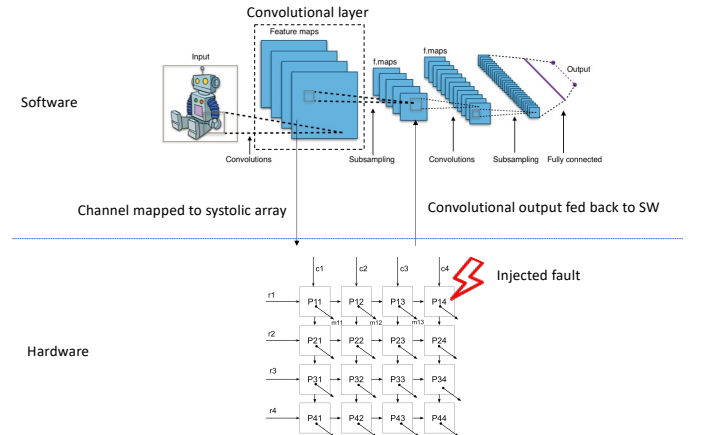 Convolutional layer
Feature maps
Input
f.maps
f.maps
Output
Software
Convolutions
Subsampling
Convolutions
Subsampling
Fully connected
Channel mapped to systolic array
Convolutional output fed back to SW
c1 c2 c3 c4
Injected fault
r1 P11 P12 P13 P14
m11 m12 m13
r2 P21 P22 P23 P24
Hardware
r3 P31 P32 P33 P34
r4 P41 P42 P43 P44